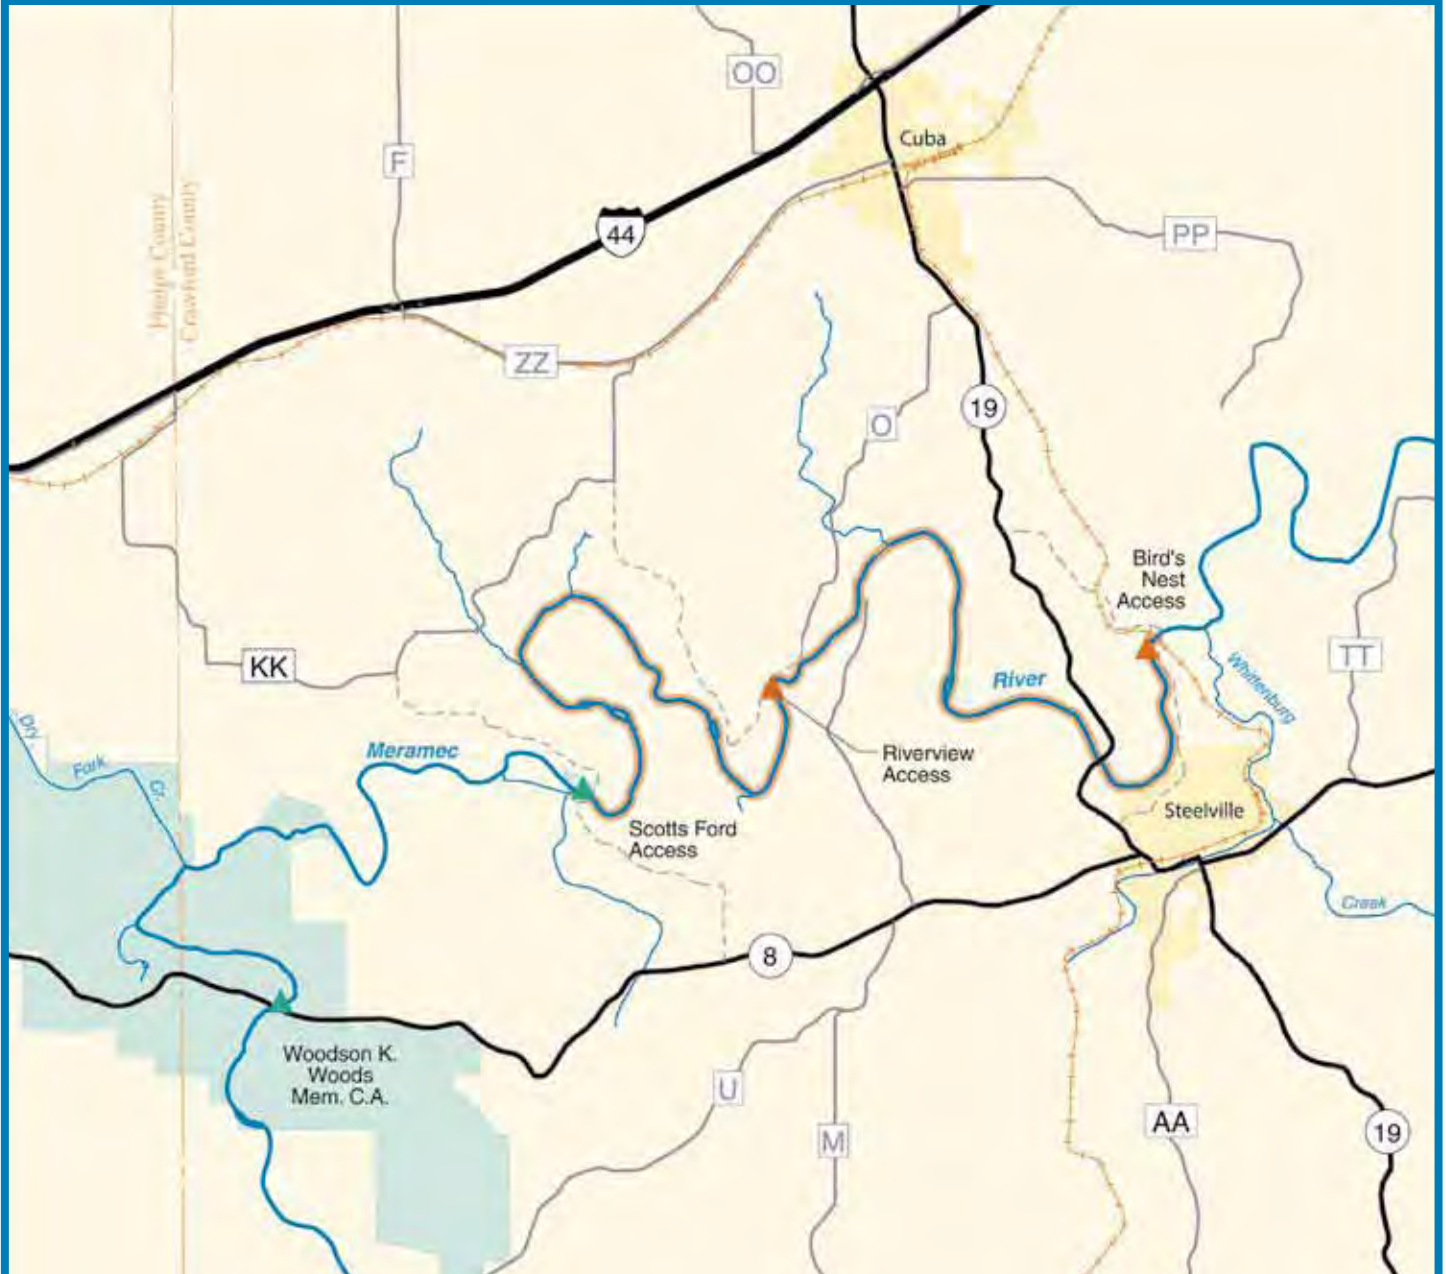 OO
Cuba
F
44
PP
Phelps County
Crawford County
ZZ
O
19
Bird's
Nest
Access
TT
KK
Whittenburg
River
Dry
Fork
Cr.
Meramec
Riverview
Access
Steelville
Scotts Ford
Access
Creek
8
Woodson K.
Woods
Mem. C.A.
U
M
AA
19